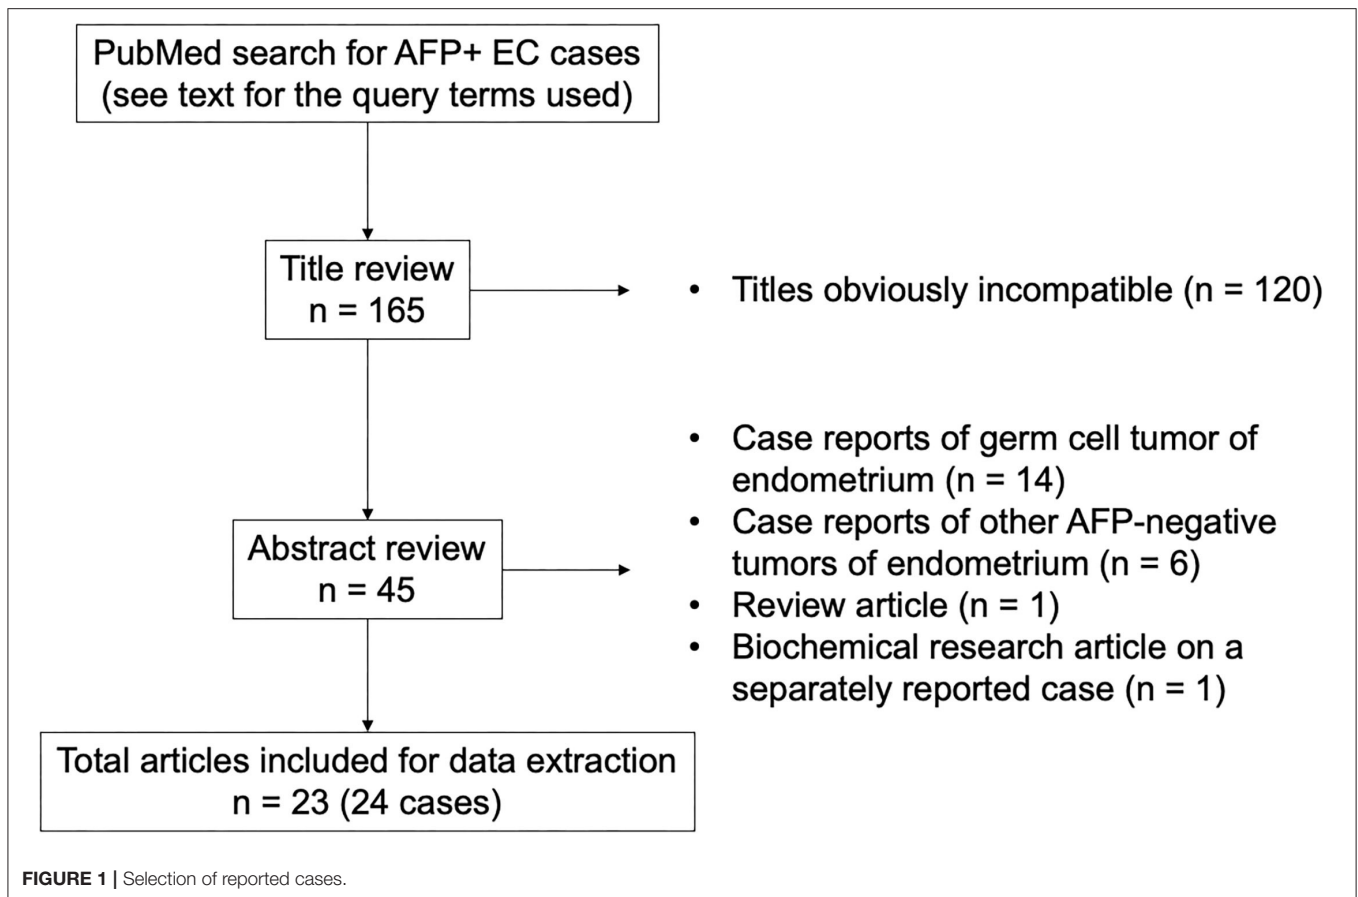 PubMed search for AFP+ EC cases
(see text for the query terms used)
Title review
n = 165
• Titles obviously incompatible (n = 120)
• Case reports of germ cell tumor of
endometrium (n = 14)
• Case reports of other AFP-negative
tumors of endometrium (n = 6)
• Review article (n = 1)
• Biochemical research article on a
separately reported case (n = 1)
Abstract review
n = 45
Total articles included for data extraction
n = 23 (24 cases)
FIGURE 1 | Selection of reported cases.